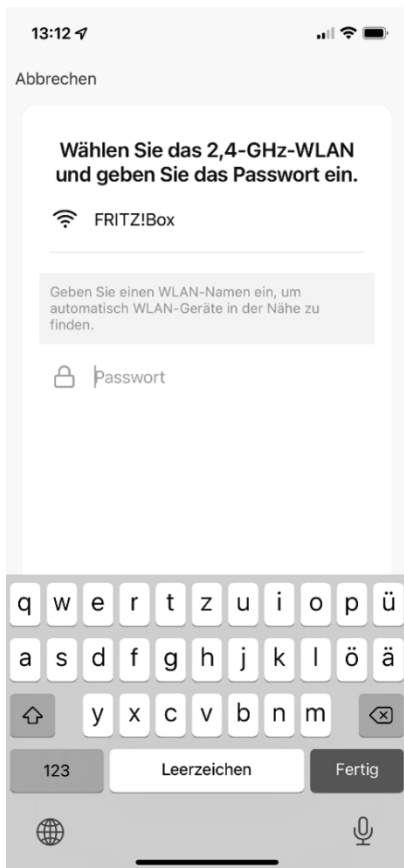 13:12
Abbrechen
Wählen Sie das 2,4-GHz-WLAN
und geben Sie das Passwort ein.
FRITZ!Box
Geben Sie einen WLAN-Namen ein, um
automatisch WLAN-Geräte in der Nähe zu
finden.
Passwort
q w e r t z u i o p ü
a s d f g h j k l ö ä
y x c v b n m
123 Leerzeichen Fertig